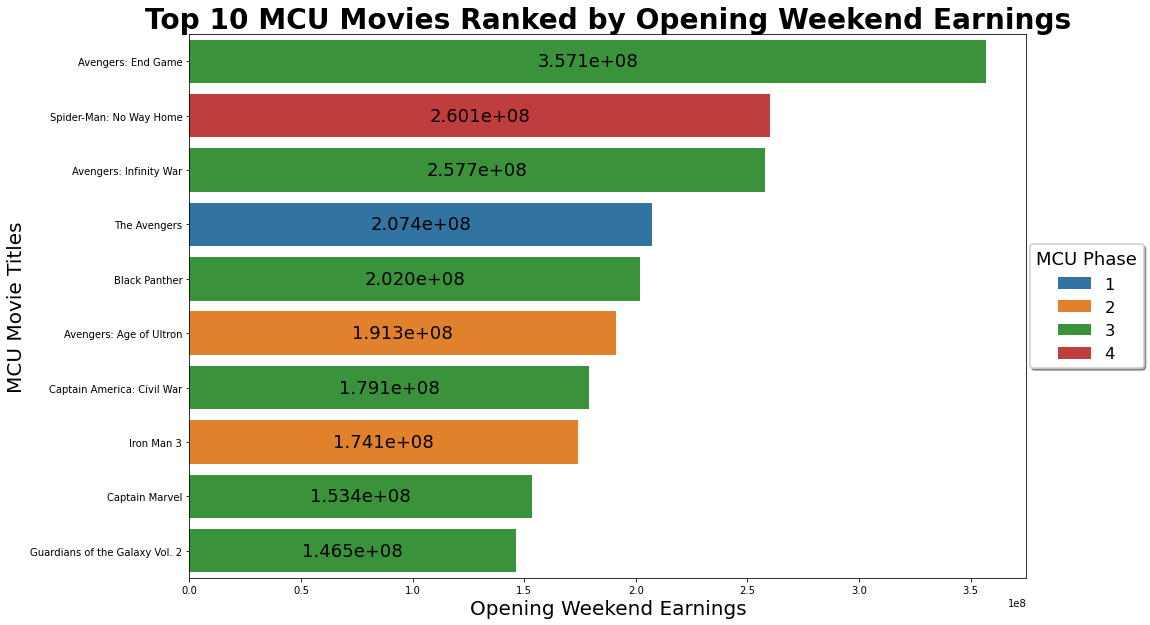 Top 10 MCU Movies Ranked by Opening Weekend Earnings
MCU Movie Titles
Avengers: End Game
3.571e+08
Spider-Man: No Way Home
2.601e+08
Avengers: Infinity War
2.577e+08
The Avengers
2.074e+08
Black Panther
2.020e+08
Avengers: Age of Ultron
1.913e+08
Captain America: Civil War
1.791e+08
Iron Man 3
1.741e+08
Captain Marvel
1.534e+08
Guardians of the Galaxy Vol. 2
1.465e+08
0.0 0.5 1.0 1.5 2.0 2.5 3.0 3.5
1e8
Opening Weekend Earnings
MCU Phase
1
2
3
4